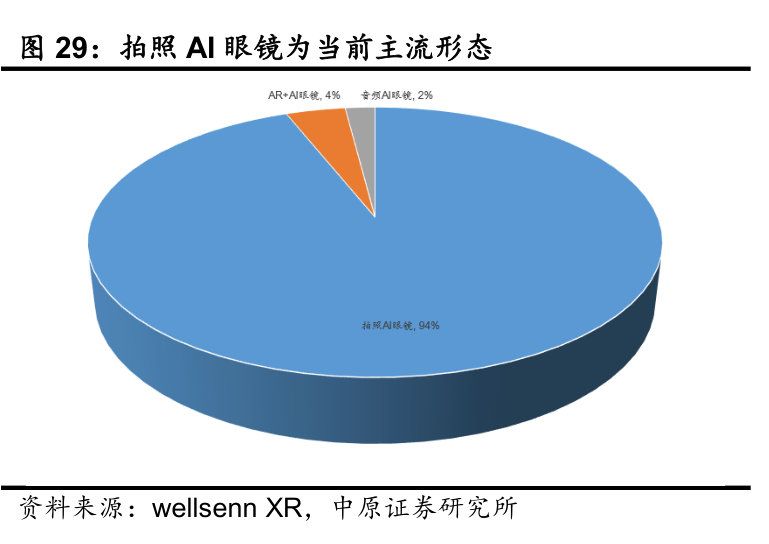 图 29：拍照 AI 眼镜为当前主流形态
AR+AI眼镜, 4%
音频AI眼镜, 2%
拍照AI眼镜, 94%
资料来源：wellsenn XR，中原证券研究所